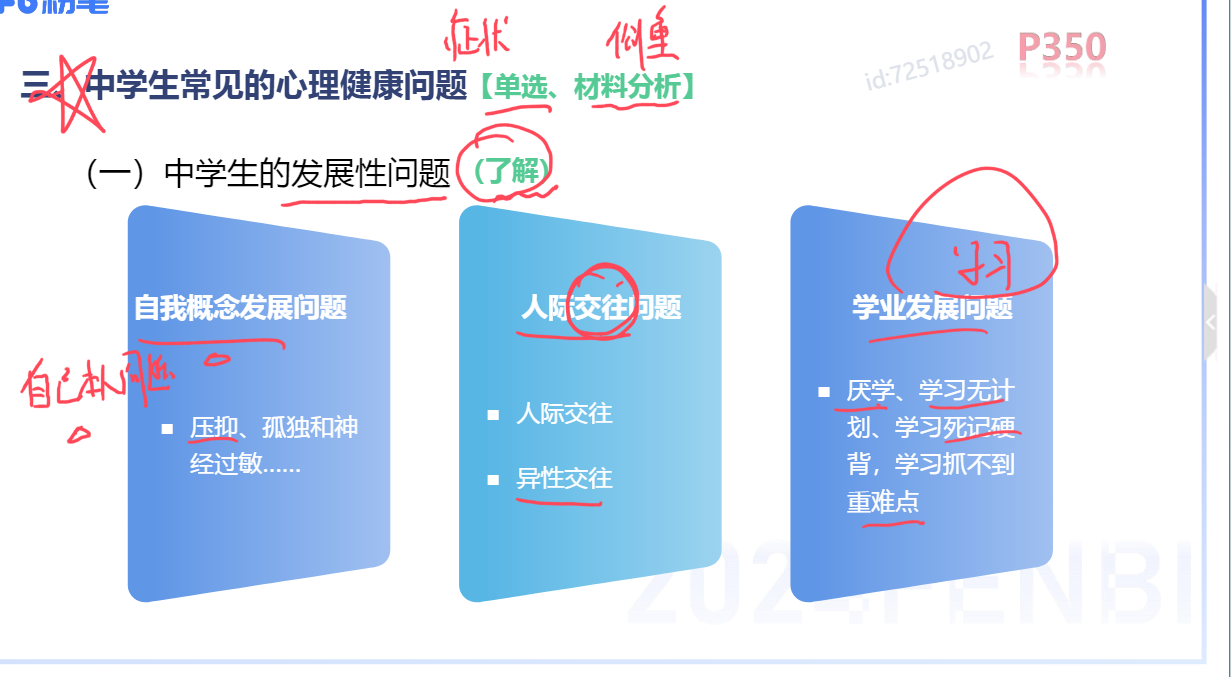 粉笔
症状 侧重
P350
id:72518902
三、中学生常见的心理健康问题【单选、材料分析】
（一）中学生的发展性问题（了解）
学习
自我概念发展问题
人际交往问题
学业发展问题
自己 问题
■ 压抑、孤独和神
经过敏……
■ 人际交往
■ 异性交往
■ 厌学、学习无计
划、学习死记硬
背，学习抓不到
重难点
2024FENBI